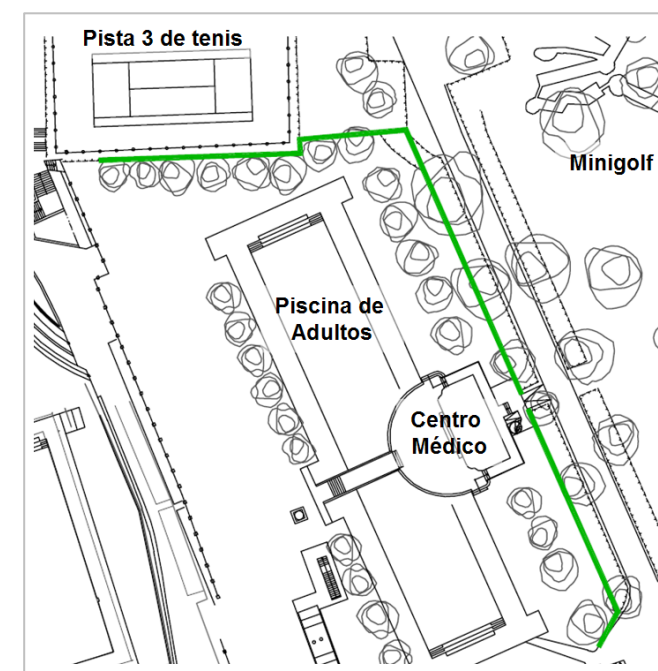 Pista 3 de tenis
Minigolf
Piscina de
Adultos
Centro
Médico